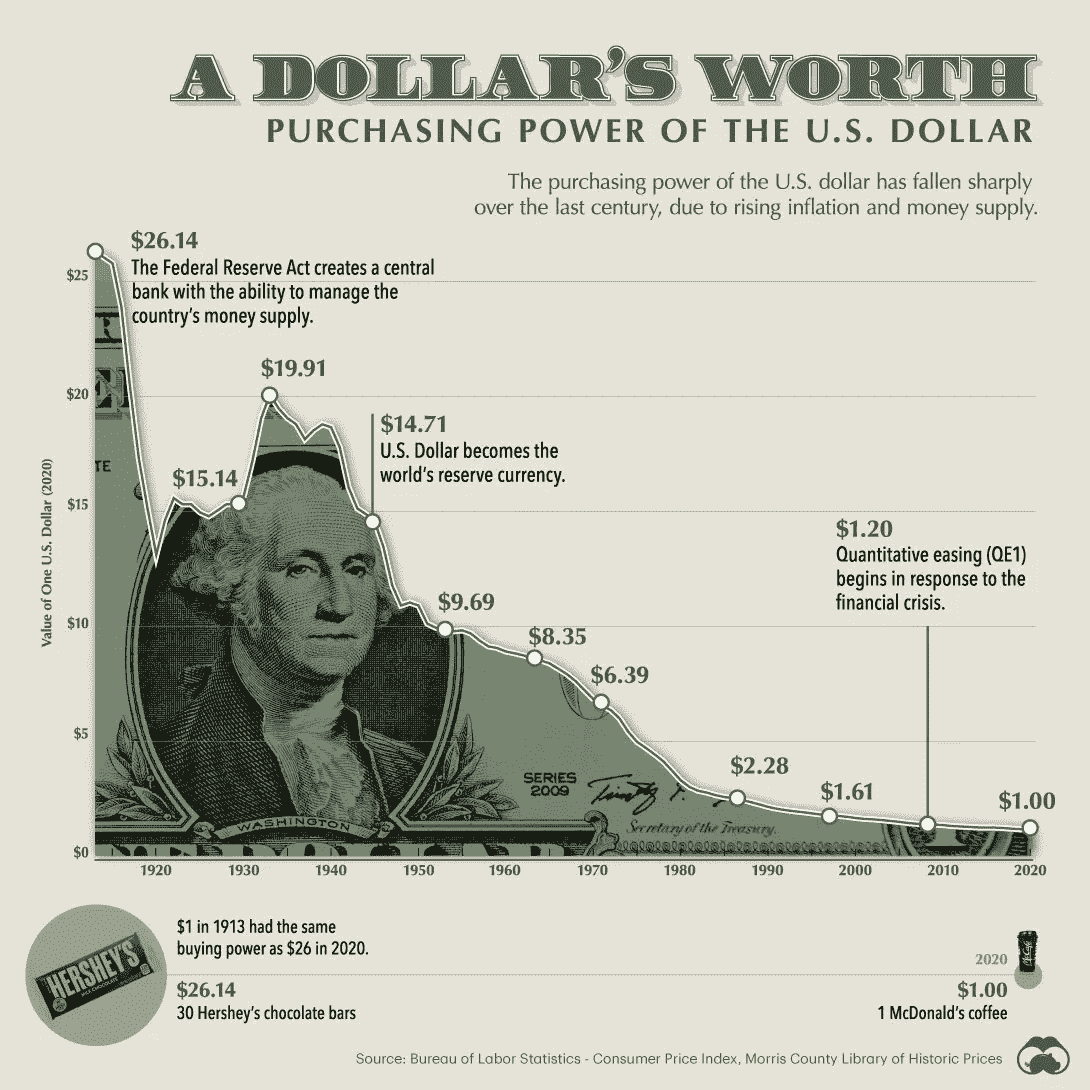 A DOLLAR'S WORTH
PURCHASING POWER OF THE U.S. DOLLAR
The purchasing power of the U.S. dollar has fallen sharply
over the last century, due to rising inflation and money supply.
$26.14
The Federal Reserve Act creates a central
bank with the ability to manage the
country's money supply.
$25
$19.91
$20
$14.71
U.S. Dollar becomes the
world's reserve currency.
TE
$15.14
$15
Value of One U.S. Dollar (2020)
$1.20
Quantitative easing (QE1)
begins in response to the
financial crisis.
$9.69
$10
$8.35
$6.39
$5
$2.28
SERIES
2009
$1.61
$1.00
WASHINGTON
Secretary of the Treasury.
$0
1920 1930 1940 1950 1960 1970 1980 1990 2000 2010 2020
$1 in 1913 had the same
buying power as $26 in 2020.
HERSHEY'S
MILK CHOCOLATE
$26.14
30 Hershey's chocolate bars
2020
McCafé
$1.00
1 McDonald's coffee
Source: Bureau of Labor Statistics - Consumer Price Index, Morris County Library of Historic Prices